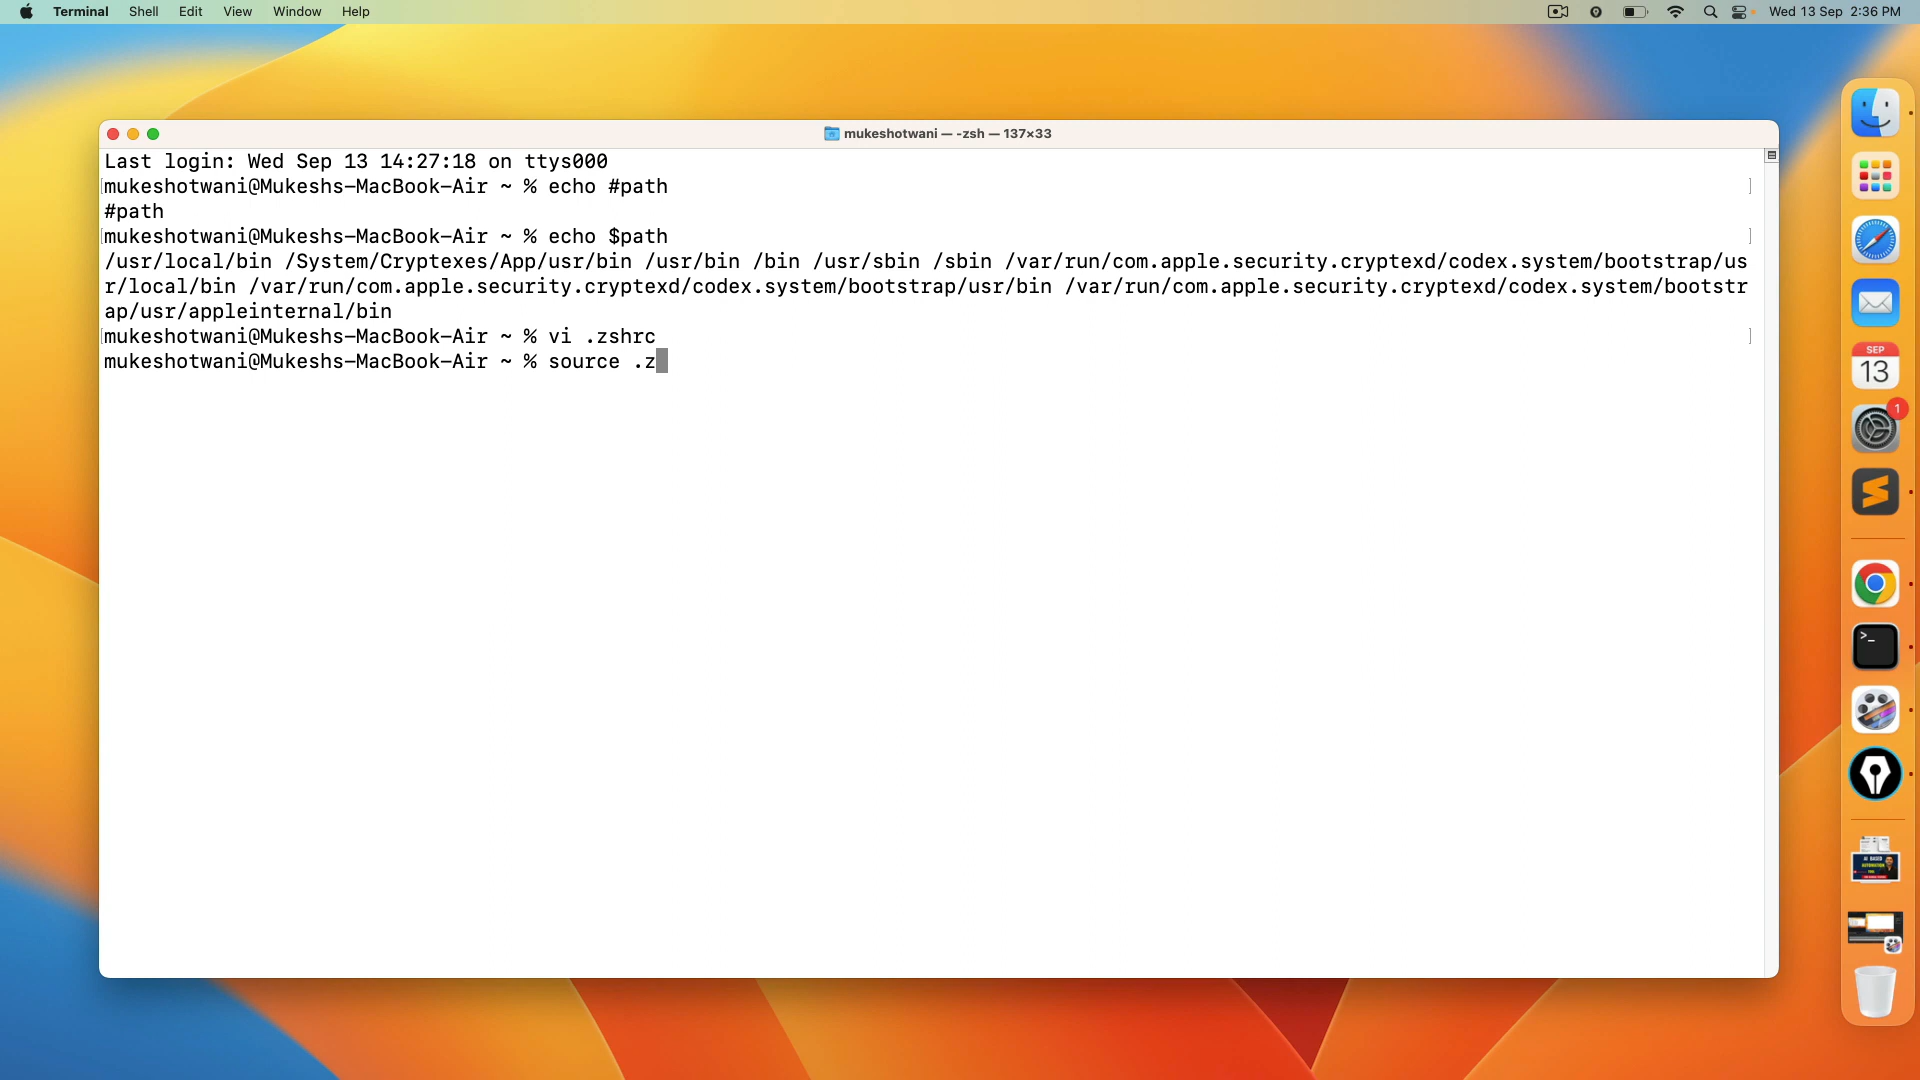 Terminal Shell Edit View Window Help Wed 13 Sep 2:36 PM
mukeshotwani — -zsh — 137×33
Last login: Wed Sep 13 14:27:18 on ttys000
mukeshotwani@Mukeshs-MacBook-Air ~ % echo #path
#path
mukeshotwani@Mukeshs-MacBook-Air ~ % echo $path
/usr/local/bin /System/Cryptexes/App/usr/bin /usr/bin /bin /usr/sbin /sbin /var/run/com.apple.security.cryptexd/codex.system/bootstrap/us
r/local/bin /var/run/com.apple.security.cryptexd/codex.system/bootstrap/usr/bin /var/run/com.apple.security.cryptexd/codex.system/bootstr
ap/usr/appleinternal/bin
mukeshotwani@Mukeshs-MacBook-Air ~ % vi .zshrc
mukeshotwani@Mukeshs-MacBook-Air ~ % source .z
SEP
13
1
>_
AI BASED
AUTOMATION